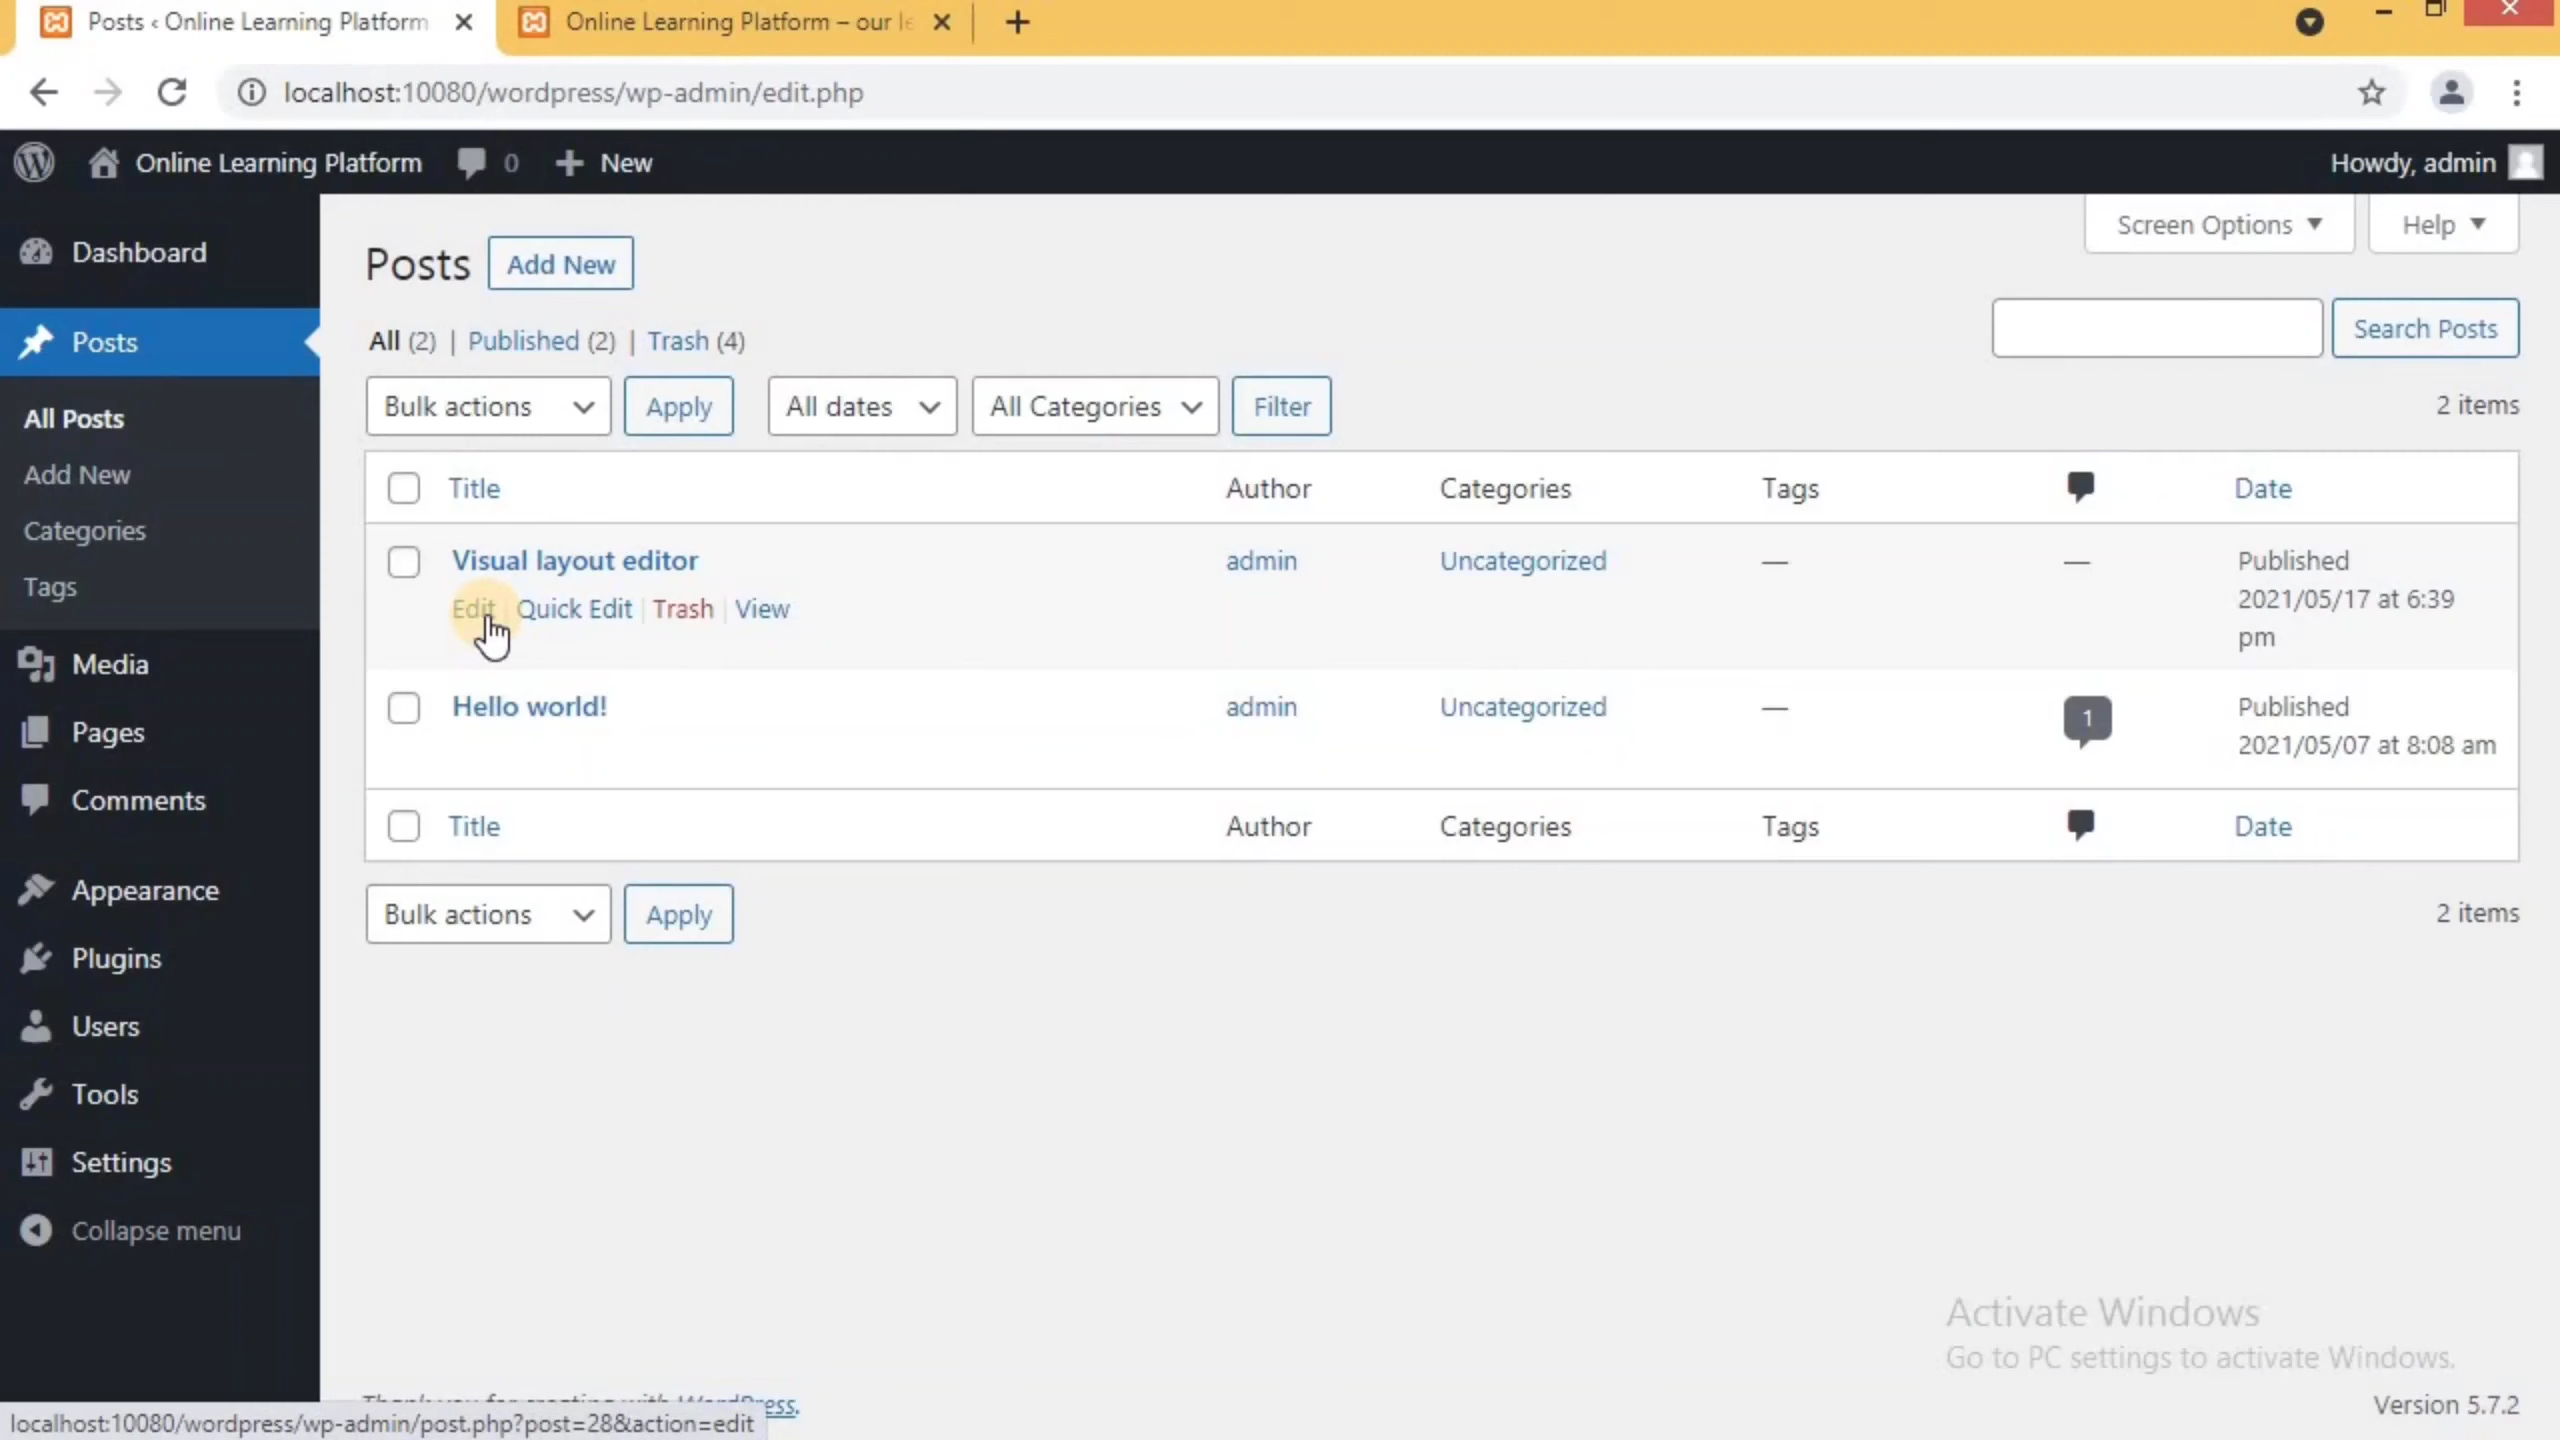 Posts ‹ Online Learning Platform
Online Learning Platform – our le
localhost:10080/wordpress/wp-admin/edit.php
Online Learning Platform 0 New
Howdy, admin
Screen Options Help
Dashboard
Posts
All Posts
Add New
Categories
Tags
Media
Pages
Comments
Appearance
Plugins
Users
Tools
Settings
Collapse menu
Posts Add New
All (2) | Published (2) | Trash (4)
Search Posts
Bulk actions Apply All dates All Categories Filter
2 items
Title Author Categories Tags Date
Visual layout editor admin Uncategorized — — Published
2021/05/17 at 6:39
pm
Edit | Quick Edit | Trash | View
Hello world! admin Uncategorized — 1 Published
2021/05/07 at 8:08 am
Title Author Categories Tags Date
Bulk actions Apply
2 items
Activate Windows
Go to PC settings to activate Windows.
Thank you for creating with WordPress.
Version 5.7.2
localhost:10080/wordpress/wp-admin/post.php?post=28&action=edit